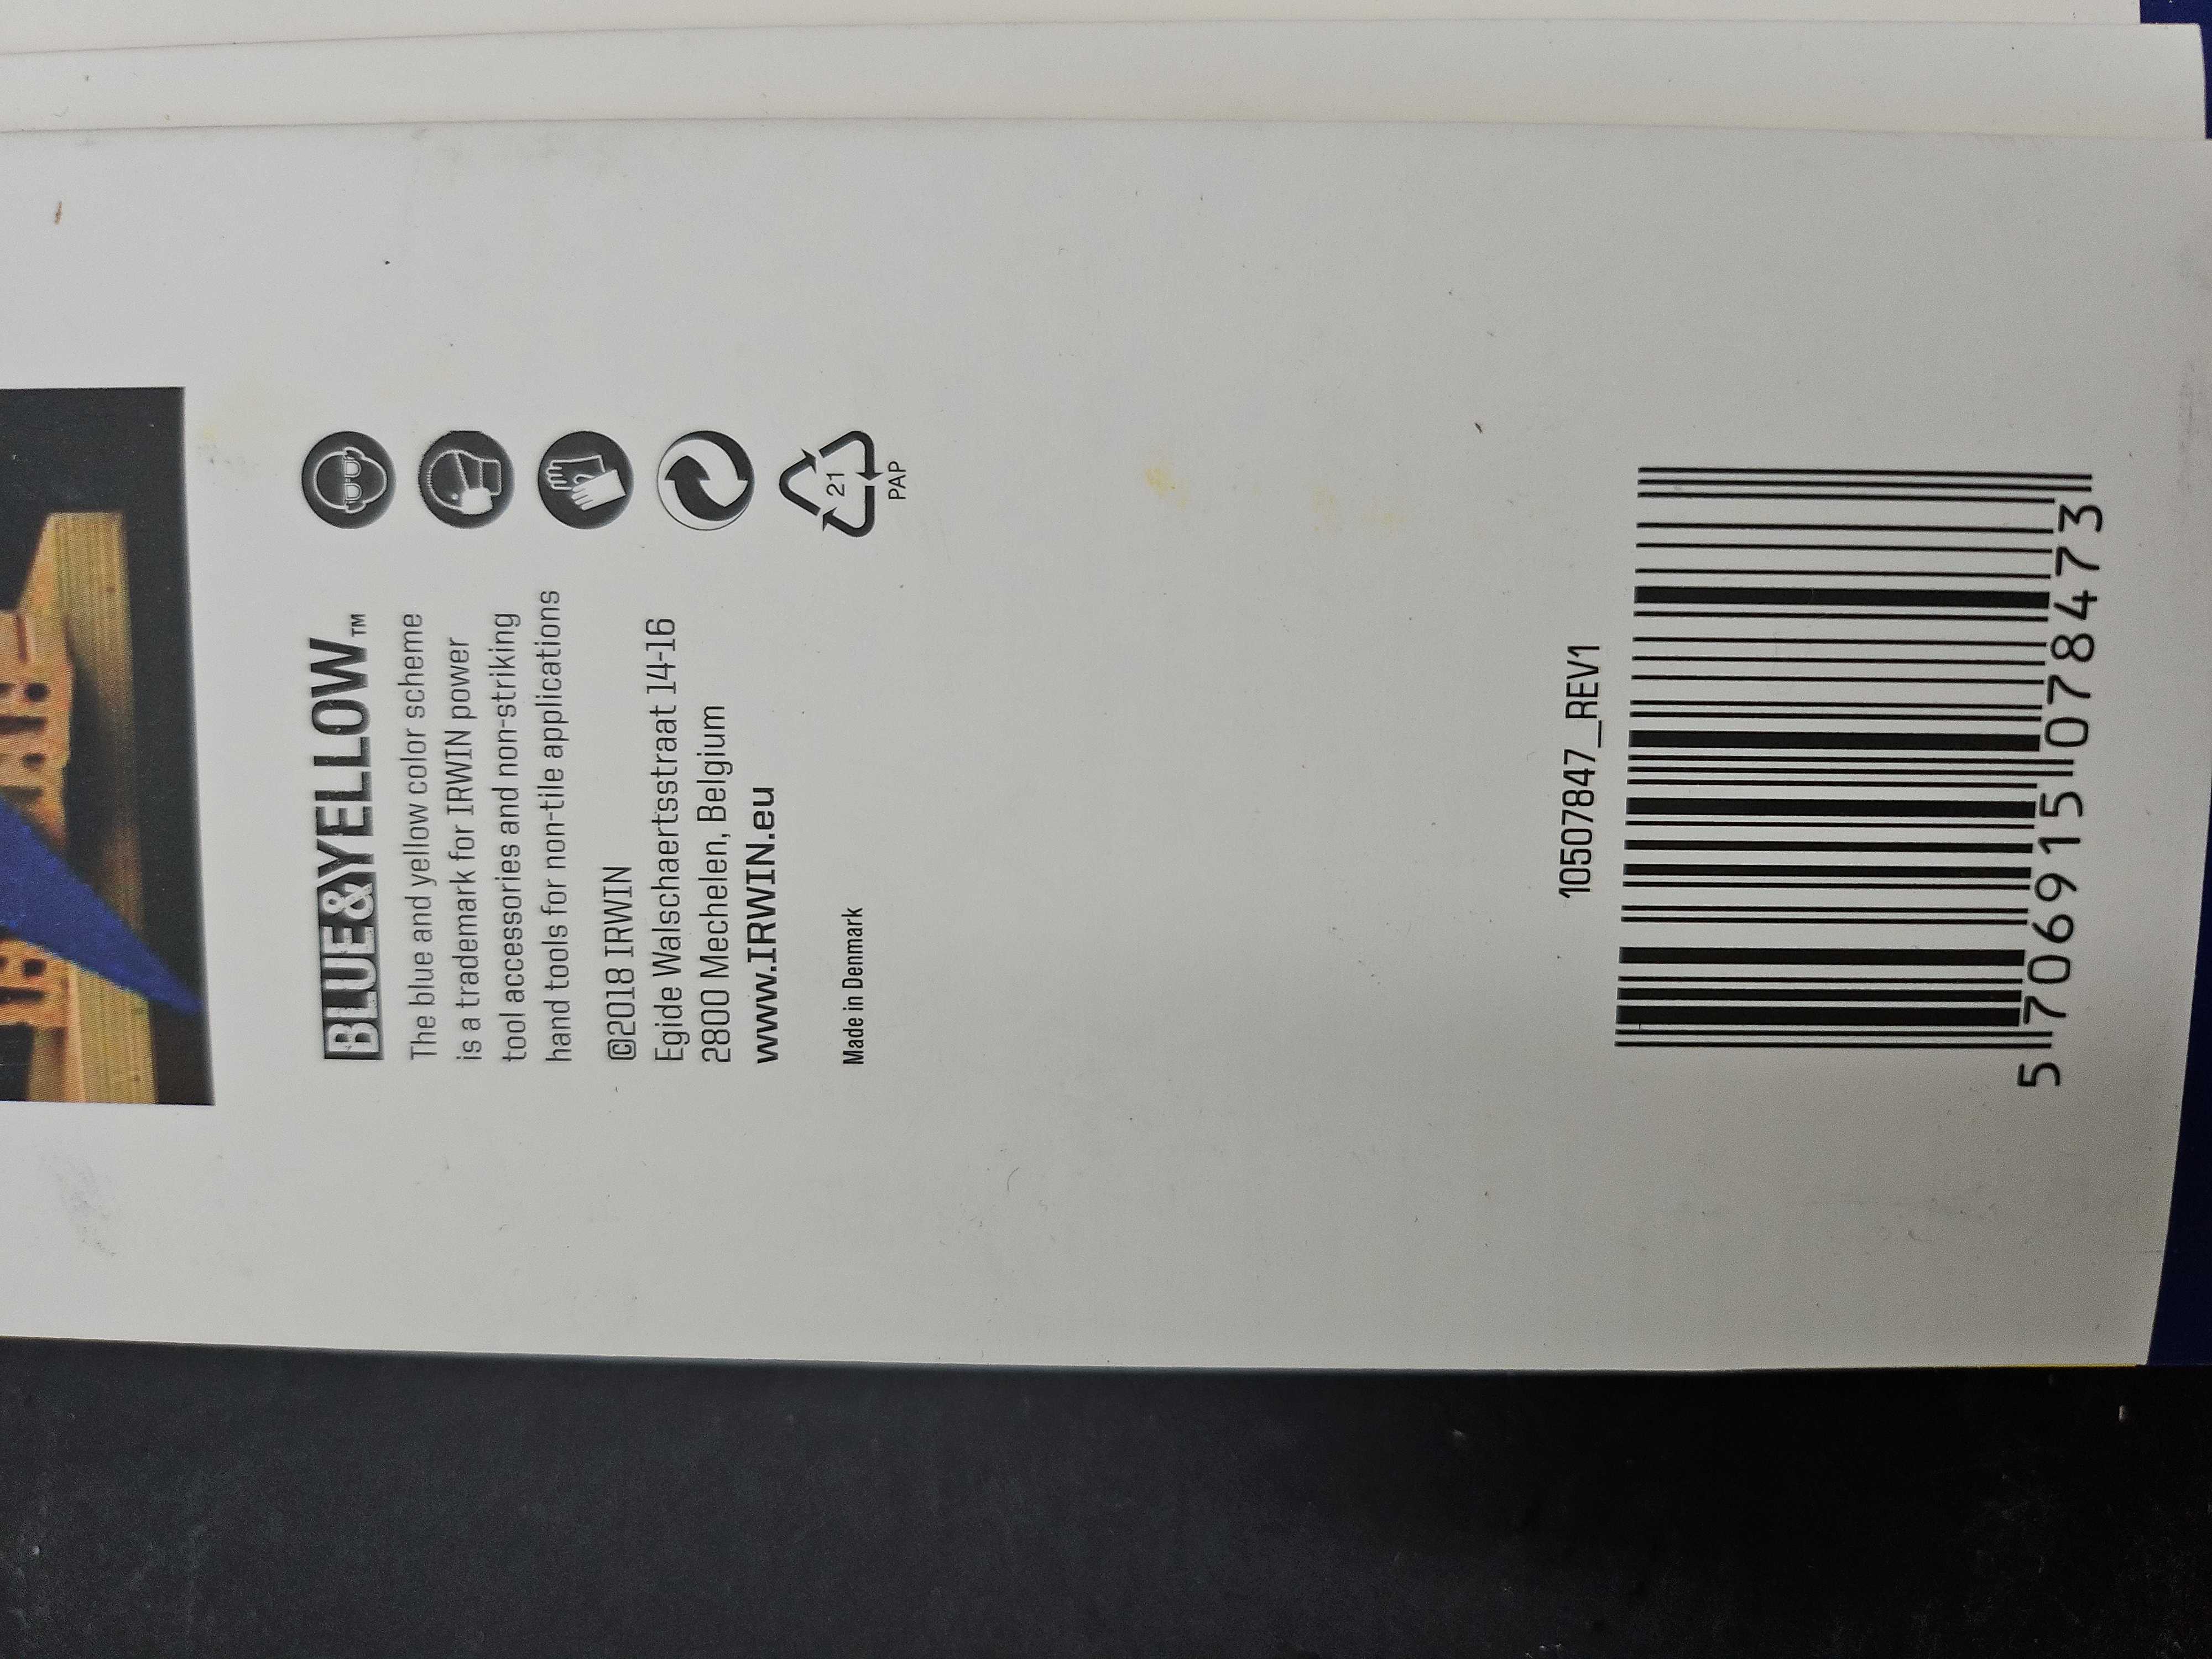 BLUE&YELLOW™
The blue and yellow color scheme
is a trademark for IRWIN power
tool accessories and non-striking
hand tools for non-tile applications
©2018 IRWIN
Egide Walschaertsstraat 14-16
2800 Mechelen, Belgium
www.IRWIN.eu
Made in Denmark
21
PAP
10507847_REV1
5 706915 078473